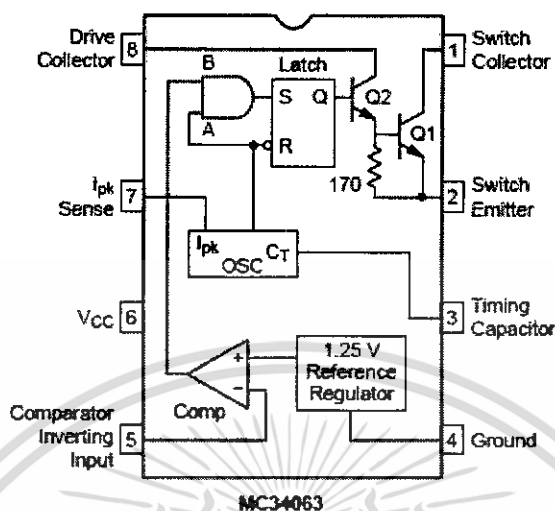 Drive
Collector
8
B
A
Latch
S
Q
R
Q2
Q1
170
1
Switch
Collector
Ipk
Sense
7
2
Switch
Emitter
Ipk
CT
OSC
VCC
6
3
Timing
Capacitor
+
−
Comp
1.25 V
Reference
Regulator
Comparator
Inverting
Input
5
4
Ground
MC34063